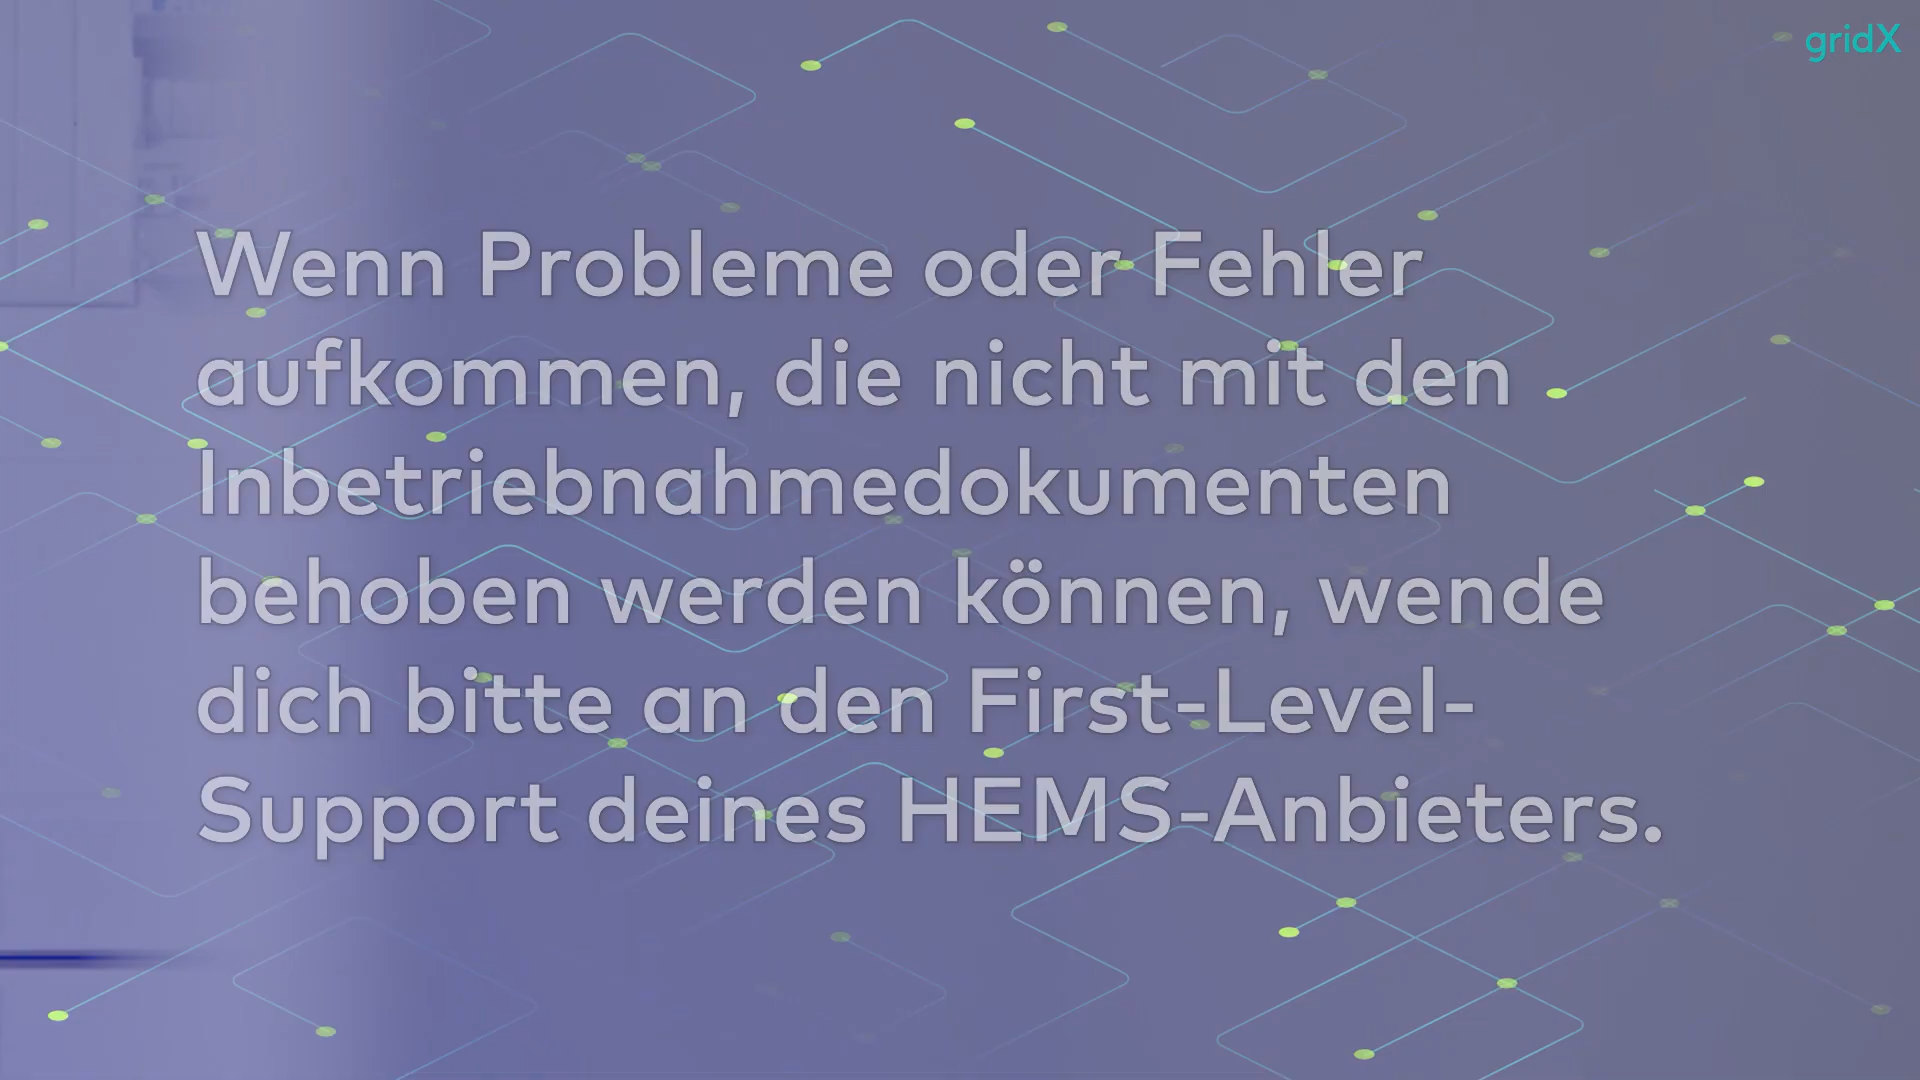 gridX
Wenn Probleme oder Fehler
aufkommen, die nicht mit den
Inbetriebnahmedokumenten
behoben werden können, wende
dich bitte an den First-Level-
Support deines HEMS-Anbieters.